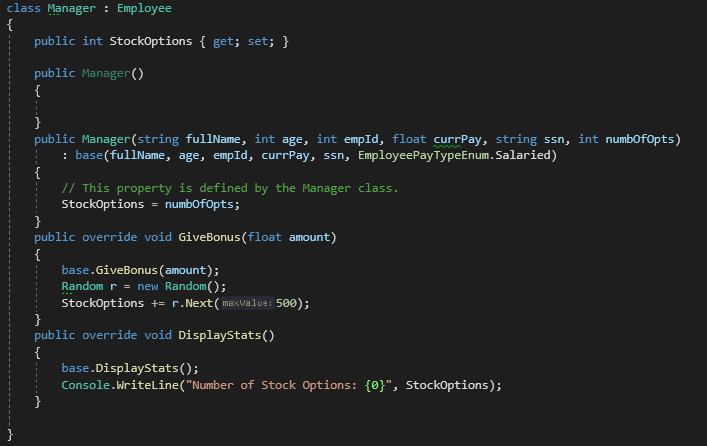 class Manager : Employee
{
    public int StockOptions { get; set; }

    public Manager()
    {

    }
    public Manager(string fullName, int age, int empId, float currPay, string ssn, int numbOfOpts)
        : base(fullName, age, empId, currPay, ssn, EmployeePayTypeEnum.Salaried)
    {
        // This property is defined by the Manager class.
        StockOptions = numbOfOpts;
    }
    public override void GiveBonus(float amount)
    {
        base.GiveBonus(amount);
        Random r = new Random();
        StockOptions += r.Next(maxValue: 500);
    }
    public override void DisplayStats()
    {
        base.DisplayStats();
        Console.WriteLine("Number of Stock Options: {0}", StockOptions);
    }

}